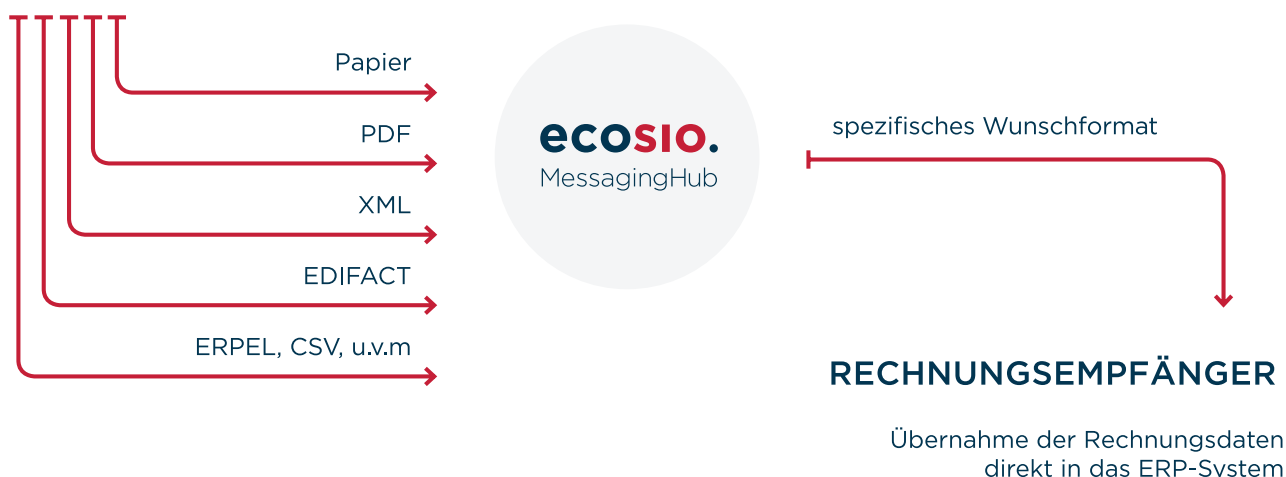 Papier
PDF
XML
EDIFACT
ERPEL, CSV, u.v.m
ecosio.
MessagingHub
spezifisches Wunschformat
RECHNUNGSEMPFÄNGER
Übernahme der Rechnungsdaten
direkt in das ERP-System